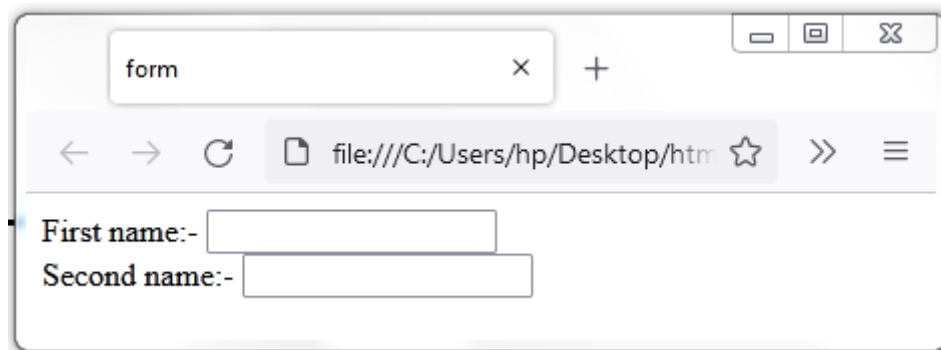 form
file:///C:/Users/hp/Desktop/htm
First name:-
Second name:-